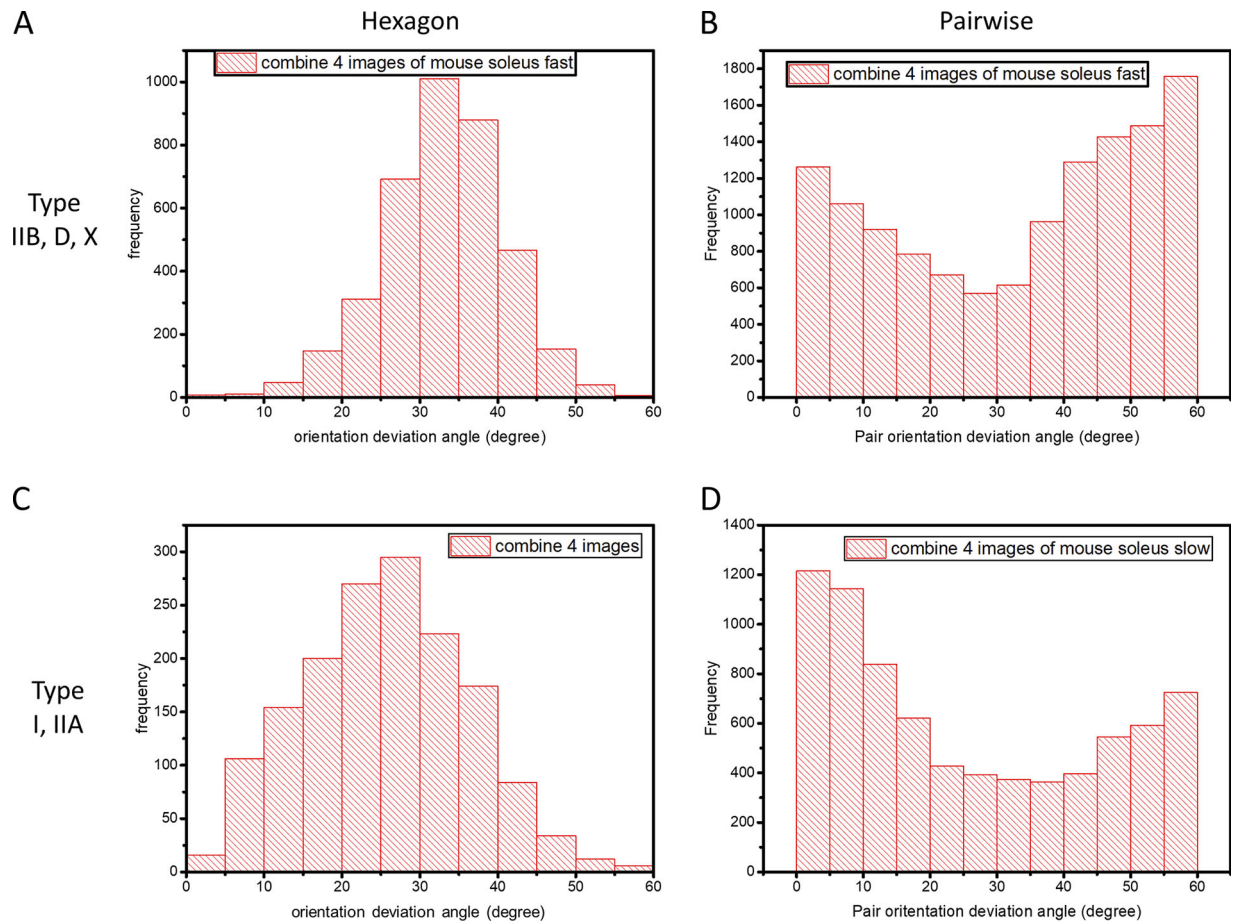 A
Hexagon
combine 4 images of mouse soleus fast
Type
IIB, D, X
frequency
1000
800
600
400
200
0
0 10 20 30 40 50 60
orientation deviation angle (degree)
B
Pairwise
combine 4 images of mouse soleus fast
Frequency
1800
1600
1400
1200
1000
800
600
400
200
0
0 10 20 30 40 50 60
Pair orientation deviation angle (degree)
C
combine 4 images
Type
I, IIA
frequency
300
250
200
150
100
50
0
0 10 20 30 40 50 60
orientation deviation angle (degree)
D
combine 4 images of mouse soleus slow
Frequency
1400
1200
1000
800
600
400
200
0
0 10 20 30 40 50 60
Pair oritentation deviation angle (degree)